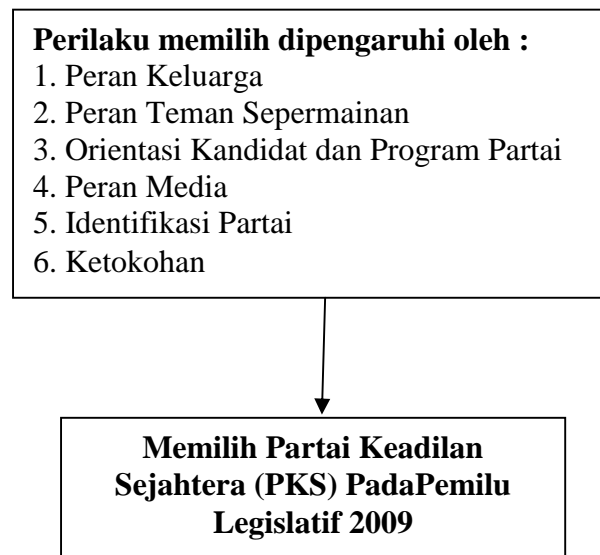 Perilaku memilih dipengaruhi oleh :
1. Peran Keluarga
2. Peran Teman Sepermainan
3. Orientasi Kandidat dan Program Partai
4. Peran Media
5. Identifikasi Partai
6. Ketokohan
Memilih Partai Keadilan
Sejahtera (PKS) PadaPemilu
Legislatif 2009